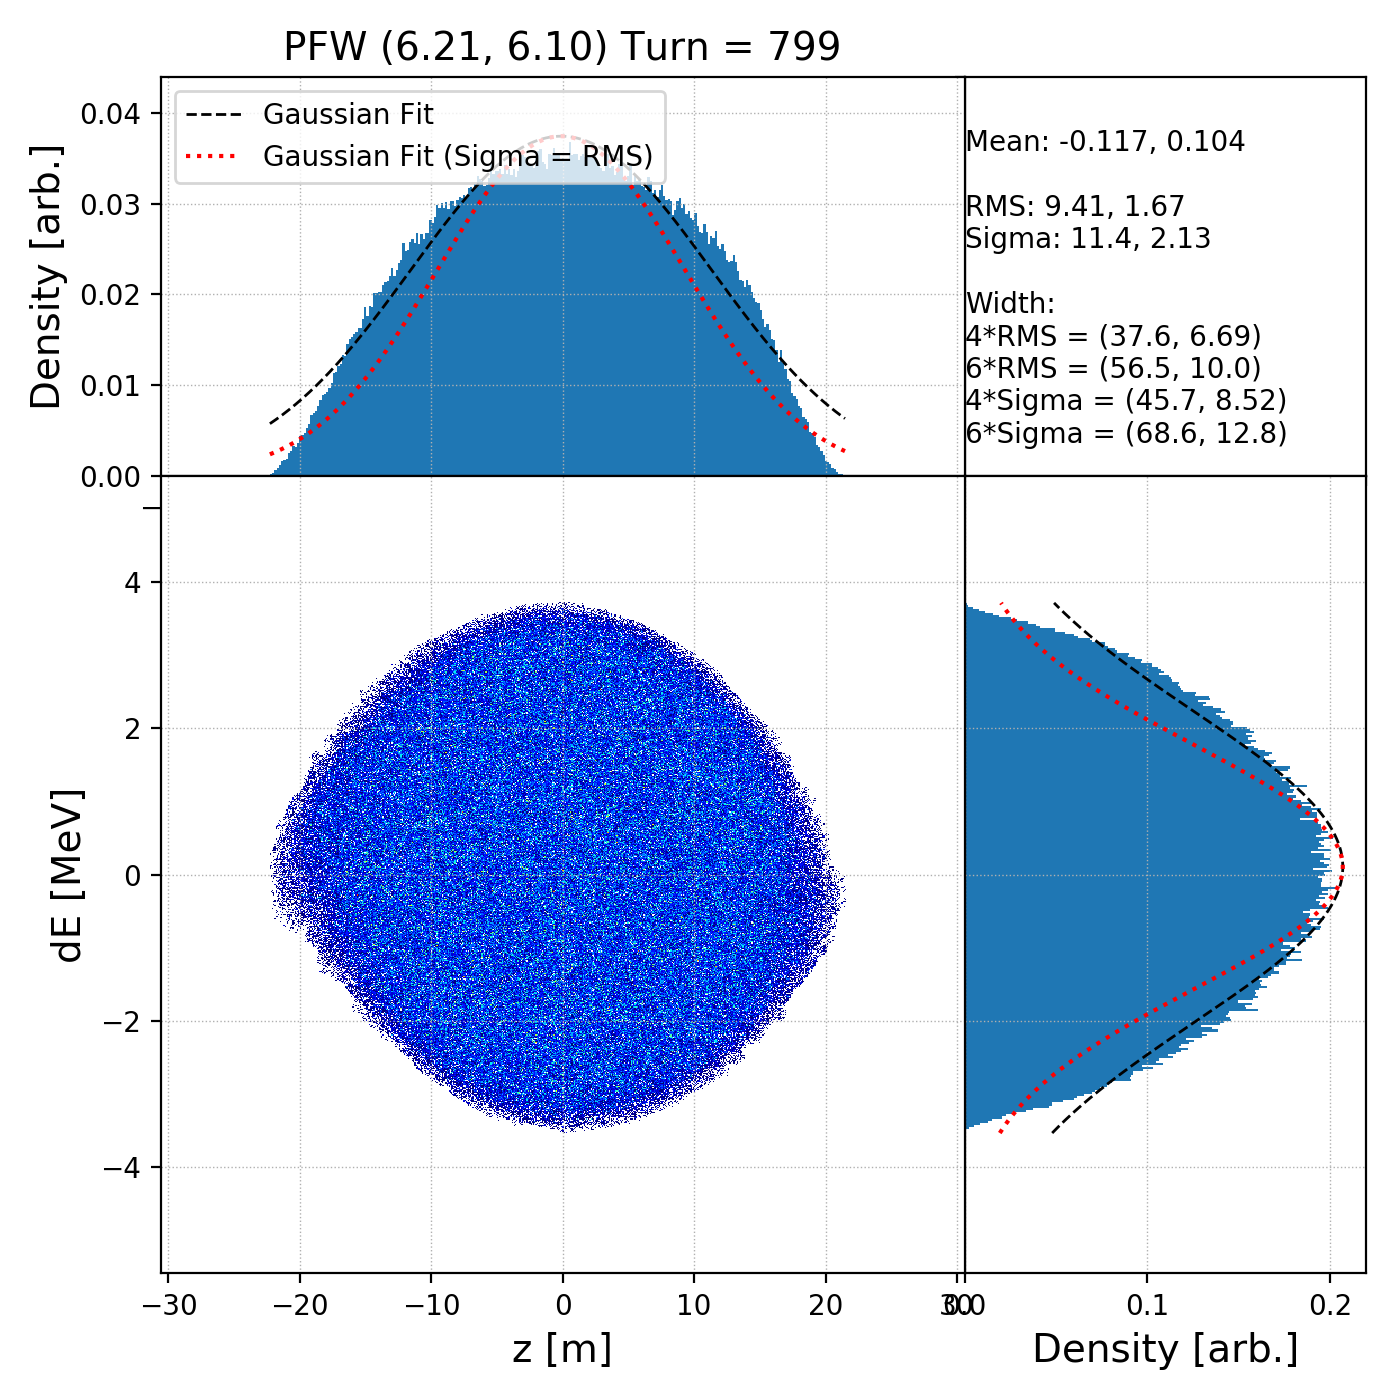 PFW (6.21, 6.10) Turn = 799
Density [arb.]
0.04
0.03
0.02
0.01
0.00
Gaussian Fit
Gaussian Fit (Sigma = RMS)
Mean: -0.117, 0.104
RMS: 9.41, 1.67
Sigma: 11.4, 2.13
Width:
4*RMS = (37.6, 6.69)
6*RMS = (56.5, 10.0)
4*Sigma = (45.7, 8.52)
6*Sigma = (68.6, 12.8)
dE [MeV]
4
2
0
−2
−4
−30 −20 −10 0 10 20 30
z [m]
0.0 0.1 0.2
Density [arb.]